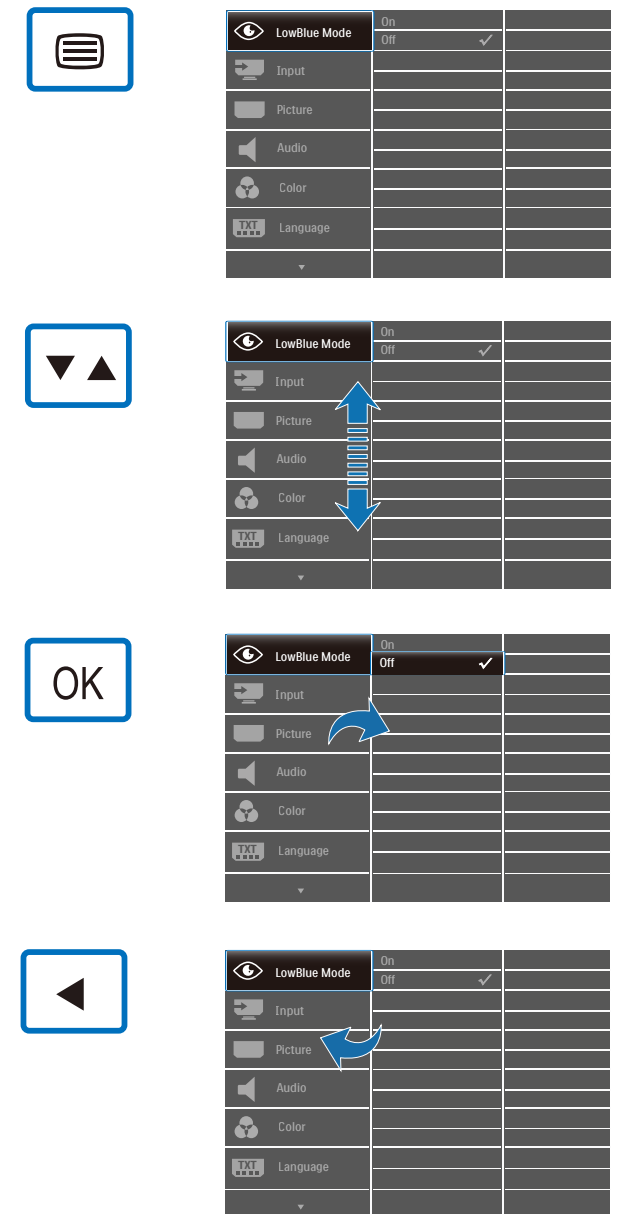 LowBlue Mode
On
Off
Input
Picture
Audio
Color
TXT
Language
LowBlue Mode
On
Off
Input
Picture
Audio
Color
TXT
Language
OK
LowBlue Mode
On
Off
Input
Picture
Audio
Color
TXT
Language
LowBlue Mode
On
Off
Input
Picture
Audio
Color
TXT
Language